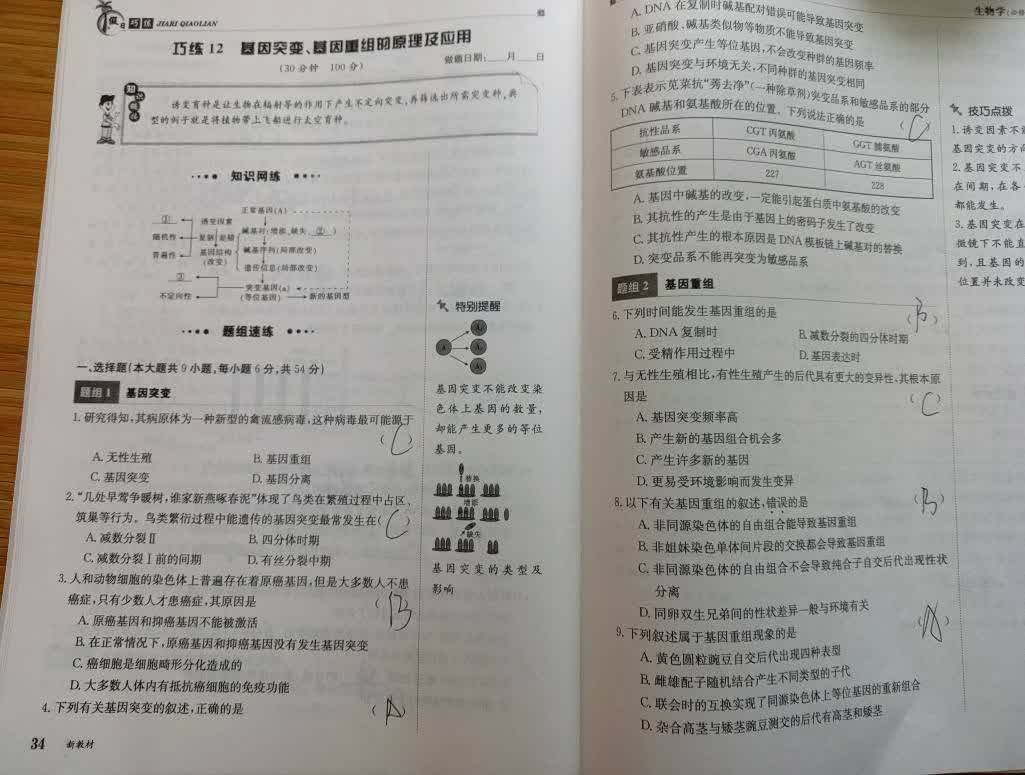 假日巧练 JIARI QIAOLIAN
巧练12 基因突变、基因重组的原理及应用
(30分钟 100分)
做题日期:____月____日
诱变育种是让生物在辐射等的作用下产生不定向突变,再筛选出所需突变种,典
型的例子就是将植物带上飞船进行太空育种。
知识网练
正常基因(A)
①
诱变因素
碱基对(增添、缺失、②)
随机性
复制
起错
碱基序列(局部改变)
普遍性
基因结构
(改变)
遗传信息(局部改变)
③
突变基因(a)
不定向性
(等位基因)
新的基因型
题组速练
一、选择题(本大题共9小题,每小题6分,共54分)
题组1 基因突变
1. 研究得知,其病原体为一种新型的禽流感病毒,这种病毒最可能源于
( C )
A. 无性生殖 B. 基因重组
C. 基因突变 D. 基因分离
2. “几处早莺争暖树,谁家新燕啄春泥”体现了鸟类在繁殖过程中占区、
筑巢等行为。鸟类繁衍过程中能遗传的基因突变最常发生在( C )
A. 减数分裂Ⅱ B. 四分体时期
C. 减数分裂Ⅰ前的间期 D. 有丝分裂中期
3. 人和动物细胞的染色体上普遍存在着原癌基因,但是大多数人不患
癌症,只有少数人才患癌症,其原因是 ( B )
A. 原癌基因和抑癌基因不能被激活
B. 在正常情况下,原癌基因和抑癌基因没有发生基因突变
C. 癌细胞是细胞畸形分化造成的
D. 大多数人体内有抵抗癌细胞的免疫功能
4. 下列有关基因突变的叙述,正确的是 ( A )
34 新教材
特别提醒
A
A₁
A₂
A₃
基因突变不能改变染
色体上基因的数量,
却能产生更多的等位
基因。
替换
增添
缺失
基因突变的类型及
影响
生物学(必修
A. DNA在复制时碱基配对错误可能导致基因突变
B. 亚硝酸、碱基类似物等物质不能导致基因突变
C. 基因突变产生等位基因,不会改变种群的基因频率
D. 基因突变与环境无关,不同种群的基因突变相同
5. 下表表示苋菜抗“莠去净”(一种除草剂)突变品系和敏感品系的部分
DNA碱基和氨基酸所在的位置。下列说法正确的是 ( C )
抗性品系 CGT丙氨酸 GGT脯氨酸
敏感品系 CGA丙氨酸 AGT丝氨酸
氨基酸位置 227 228
A. 基因中碱基的改变,一定能引起蛋白质中氨基酸的改变
B. 其抗性的产生是由于基因上的密码子发生了改变
C. 其抗性产生的根本原因是DNA模板链上碱基对的替换
D. 突变品系不能再突变为敏感品系
题组2 基因重组
6. 下列时间能发生基因重组的是 ( B )
A. DNA复制时 B. 减数分裂的四分体时期
C. 受精作用过程中 D. 基因表达时
7. 与无性生殖相比,有性生殖产生的后代具有更大的变异性,其根本原
因是 ( C )
A. 基因突变频率高
B. 产生新的基因组合机会多
C. 产生许多新的基因
D. 更易受环境影响而发生变异
8. 以下有关基因重组的叙述,错误的是 ( B )
A. 非同源染色体的自由组合能导致基因重组
B. 非姐妹染色单体间片段的交换都会导致基因重组
C. 非同源染色体的自由组合不会导致纯合子自交后代出现性状
分离
D. 同卵双生兄弟间的性状差异一般与环境有关
9. 下列叙述属于基因重组现象的是 ( A )
A. 黄色圆粒豌豆自交后代出现四种表型
B. 雌雄配子随机结合产生不同类型的子代
C. 联会时的互换实现了同源染色体上等位基因的重新组合
D. 杂合高茎与矮茎豌豆测交的后代有高茎和矮茎
技巧点拨
1. 诱变因素不
基因突变的方向
2. 基因突变不
在间期,在各
都能发生。
3. 基因突变在
微镜下不能直
到,且基因的
位置并未改变